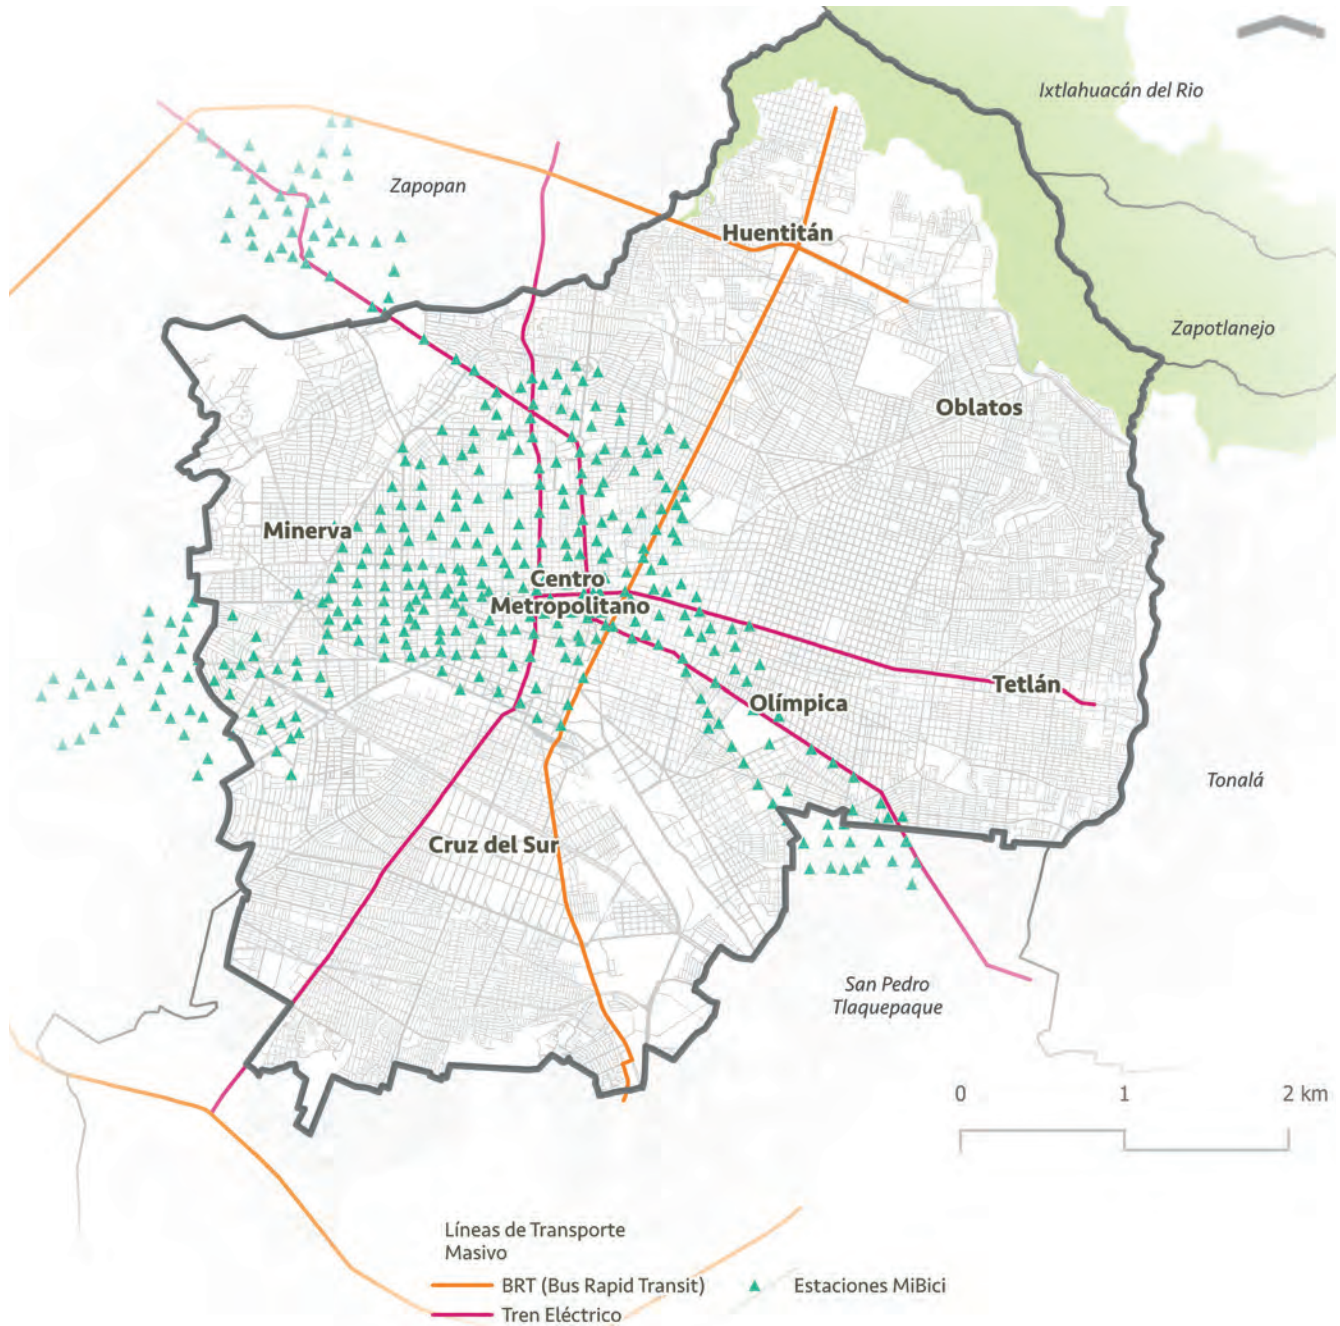 Ixtlahuacán del Rio
Zapopan
Huentitán
Zapotlanejo
Oblatos
Minerva
Centro
Metropolitano
Tetlán
Olímpica
Tonalá
Cruz del Sur
San Pedro
Tlaquepaque
0 1 2 km
Líneas de Transporte
Masivo
BRT (Bus Rapid Transit)
Estaciones MiBici
Tren Eléctrico